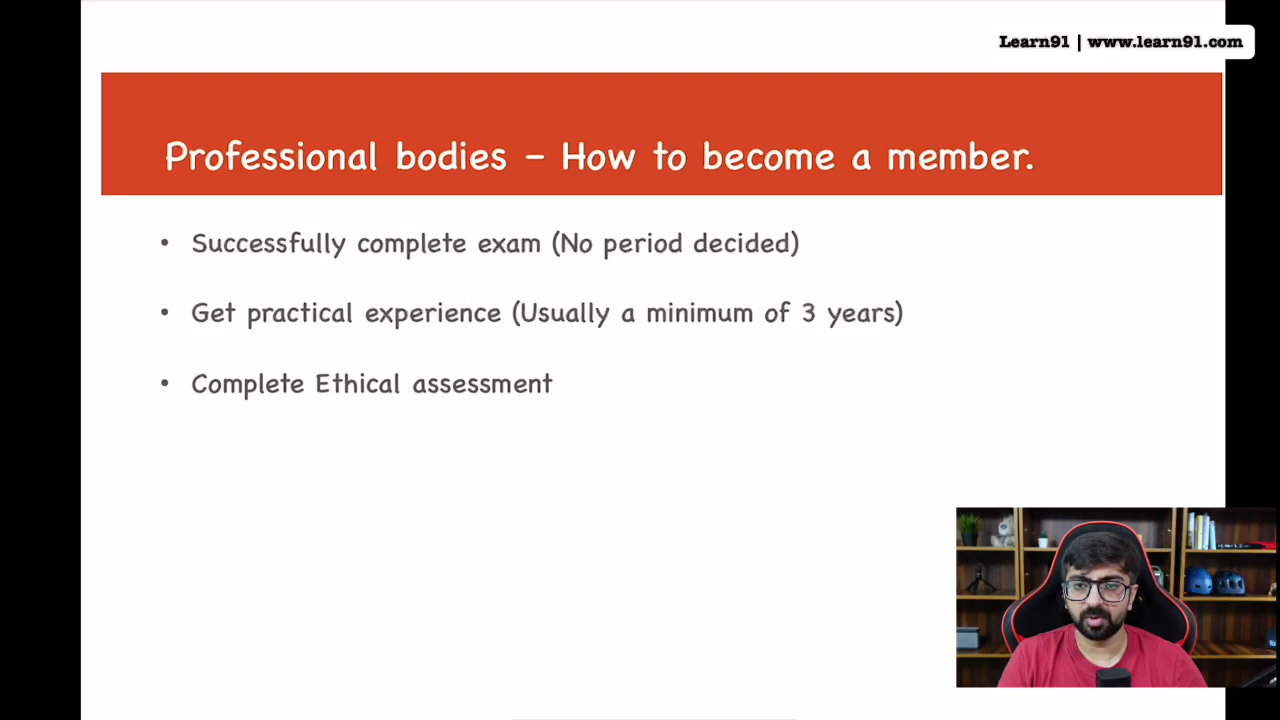 Learn91 | www.learn91.com
Professional bodies – How to become a member.
• Successfully complete exam (No period decided)
• Get practical experience (Usually a minimum of 3 years)
• Complete Ethical assessment